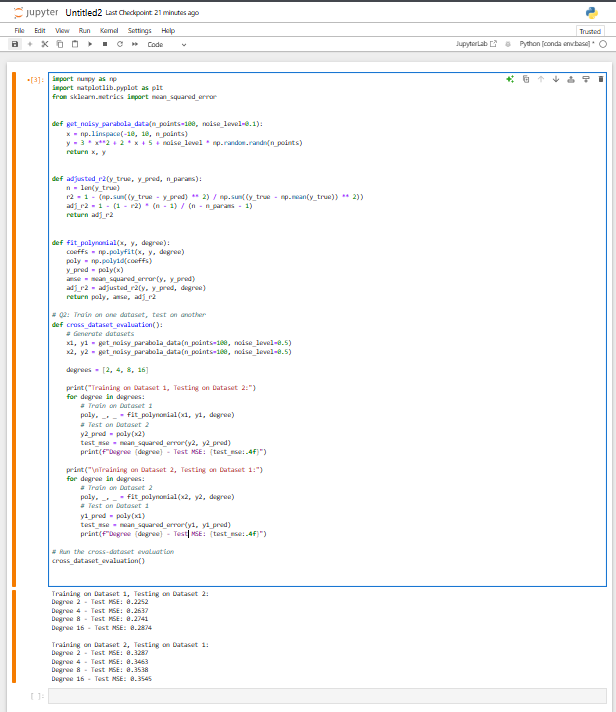 jupyter Untitled2 Last Checkpoint: 21 minutes ago
File Edit View Run Kernel Settings Help
Trusted
Code
JupyterLab
Python [conda env:base] *
[3]:
import numpy as np
import matplotlib.pyplot as plt
from sklearn.metrics import mean_squared_error
def get_noisy_parabola_data(n_points=100, noise_level=0.1):
x = np.linspace(-10, 10, n_points)
y = 3 * x**2 + 2 * x + 5 + noise_level * np.random.randn(n_points)
return x, y
def adjusted_r2(y_true, y_pred, n_params):
n = len(y_true)
r2 = 1 - (np.sum((y_true - y_pred) ** 2) / np.sum((y_true - np.mean(y_true)) ** 2))
adj_r2 = 1 - (1 - r2) * (n - 1) / (n - n_params - 1)
return adj_r2
def fit_polynomial(x, y, degree):
coeffs = np.polyfit(x, y, degree)
poly = np.poly1d(coeffs)
y_pred = poly(x)
amse = mean_squared_error(y, y_pred)
adj_r2 = adjusted_r2(y, y_pred, degree)
return poly, amse, adj_r2
# Q2: Train on one dataset, test on another
def cross_dataset_evaluation():
# Generate datasets
x1, y1 = get_noisy_parabola_data(n_points=100, noise_level=0.5)
x2, y2 = get_noisy_parabola_data(n_points=100, noise_level=0.5)
degrees = [2, 4, 8, 16]
print("Training on Dataset 1, Testing on Dataset 2:")
for degree in degrees:
# Train on Dataset 1
poly, _, _ = fit_polynomial(x1, y1, degree)
# Test on Dataset 2
y2_pred = poly(x2)
test_mse = mean_squared_error(y2, y2_pred)
print(f"Degree {degree} - Test MSE: {test_mse:.4f}")
print("\nTraining on Dataset 2, Testing on Dataset 1:")
for degree in degrees:
# Train on Dataset 2
poly, _, _ = fit_polynomial(x2, y2, degree)
# Test on Dataset 1
y1_pred = poly(x1)
test_mse = mean_squared_error(y1, y1_pred)
print(f"Degree {degree} - Test MSE: {test_mse:.4f}")
# Run the cross-dataset evaluation
cross_dataset_evaluation()
Training on Dataset 1, Testing on Dataset 2:
Degree 2 - Test MSE: 0.2252
Degree 4 - Test MSE: 0.2637
Degree 8 - Test MSE: 0.2741
Degree 16 - Test MSE: 0.2874
Training on Dataset 2, Testing on Dataset 1:
Degree 2 - Test MSE: 0.3287
Degree 4 - Test MSE: 0.3463
Degree 8 - Test MSE: 0.3538
Degree 16 - Test MSE: 0.3545
[ ]: